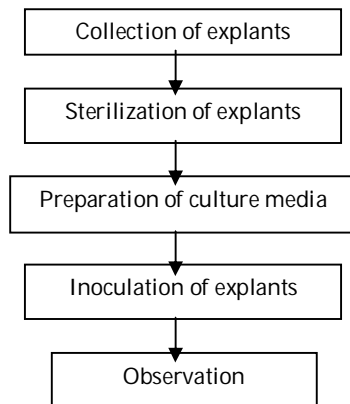 Collection of explants
Sterilization of explants
Preparation of culture media
Inoculation of explants
Observation